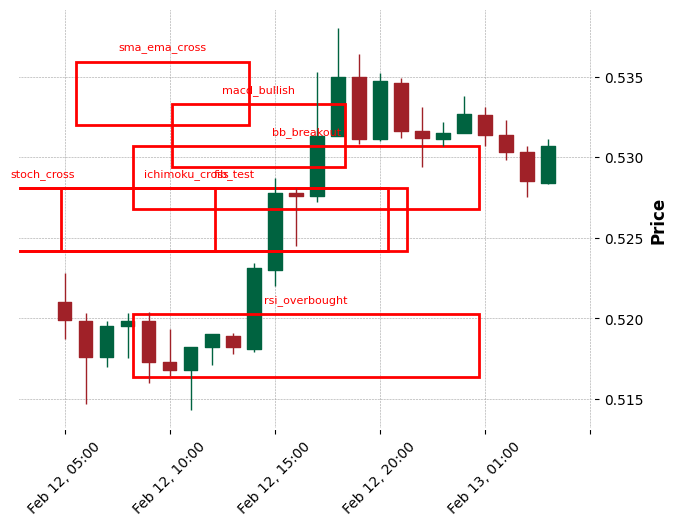 sma_ema_cross
macd_bullish
bb_breakout
stoch_cross
ichimoku_cross
rsi_overbought
0.535
0.530
0.525
0.520
0.515
Price
Feb 12, 05:00
Feb 12, 10:00
Feb 12, 15:00
Feb 12, 20:00
Feb 13, 01:00